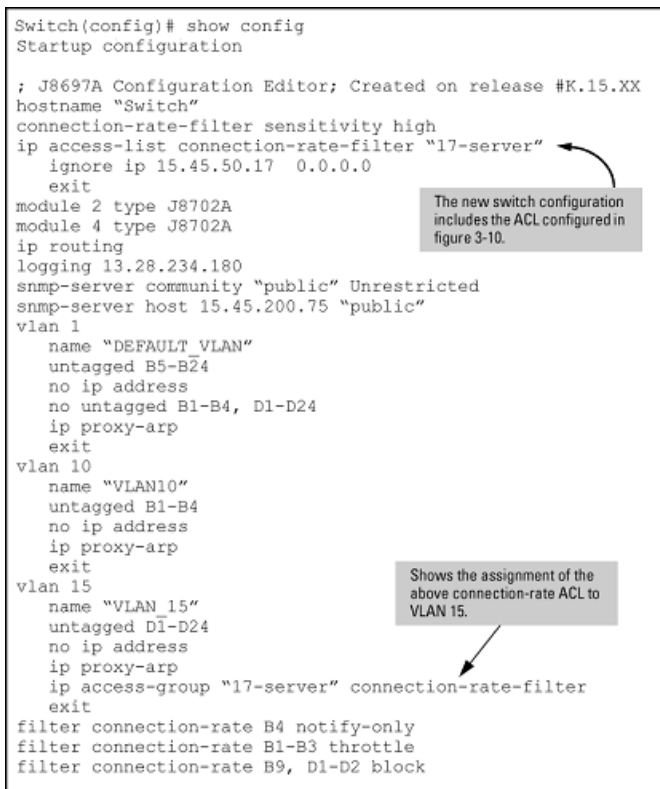 Switch(config)# show config
Startup configuration
; J8697A Configuration Editor; Created on release #K.15.XX
hostname “Switch”
connection-rate-filter sensitivity high
ip access-list connection-rate-filter “17-server”
ignore ip 15.45.50.17 0.0.0.0
exit
The new switch configuration
includes the ACL configured in
figure 3-10.
module 2 type J8702A
module 4 type J8702A
ip routing
logging 13.28.234.180
snmp-server community “public” Unrestricted
snmp-server host 15.45.200.75 “public”
vlan 1
name “DEFAULT_VLAN”
untagged B5-B24
no ip address
no untagged B1-B4, D1-D24
ip proxy-arp
exit
vlan 10
name “VLAN10”
untagged B1-B4
no ip address
ip proxy-arp
exit
vlan 15
name “VLAN_15”
untagged D1-D24
no ip address
ip proxy-arp
Shows the assignment of the
above connection-rate ACL to
VLAN 15.
ip access-group “17-server” connection-rate-filter
exit
filter connection-rate B4 notify-only
filter connection-rate B1-B3 throttle
filter connection-rate B9, D1-D2 block